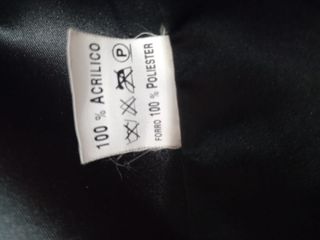 100 % ACRILICO
P
FORRO 100 % POLIESTER